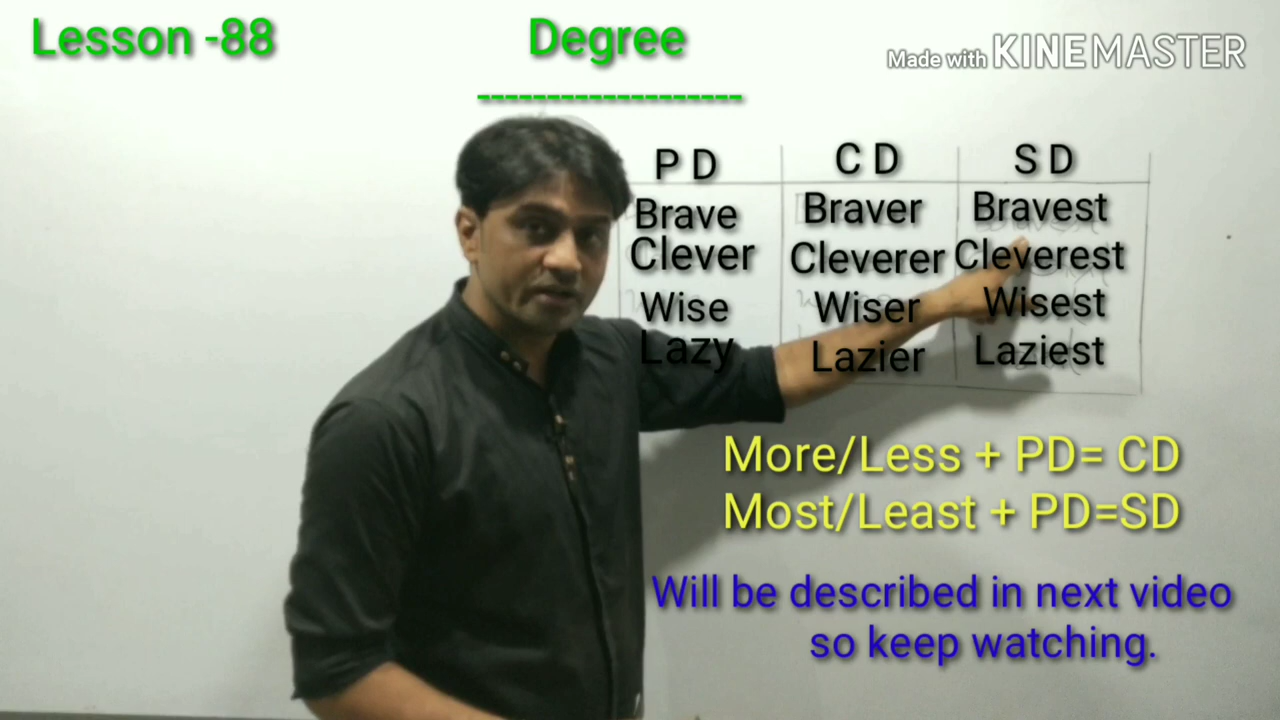 Lesson -88
Degree
-------------------
Made with KINEMASTER
P D C D S D
Brave Braver Bravest
Clever Cleverer Cleverest
Wise Wiser Wisest
Lazy Lazier Laziest
More/Less + PD= CD
Most/Least + PD=SD
Will be described in next video
so keep watching.